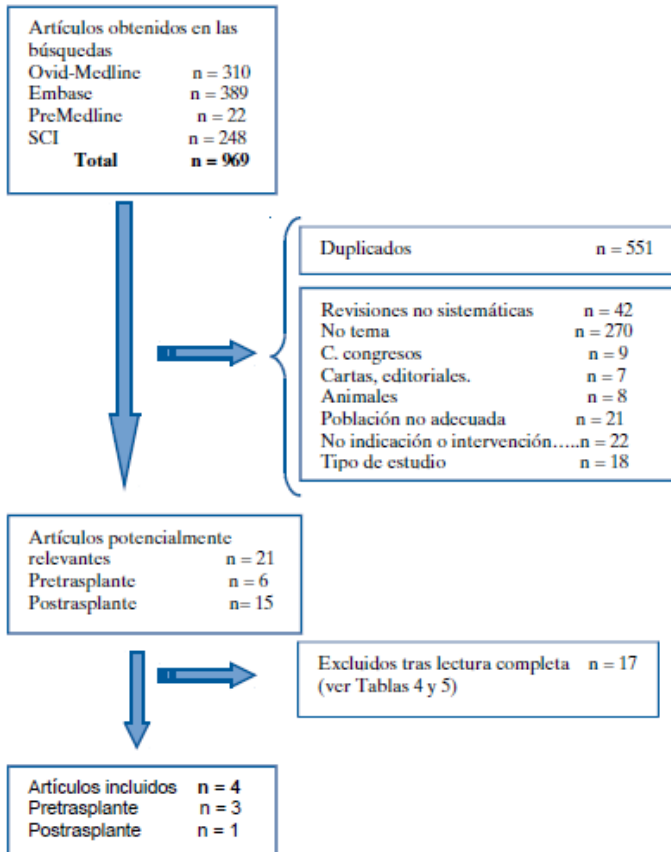 Artículos obtenidos en las
búsquedas
Ovid-Medline n = 310
Embase n = 389
PreMedline n = 22
SCI n = 248
Total n = 969
Duplicados n = 551
Revisiones no sistemáticas n = 42
No tema n = 270
C. congresos n = 9
Cartas, editoriales. n = 7
Animales n = 8
Población no adecuada n = 21
No indicación o intervención…..n = 22
Tipo de estudio n = 18
Artículos potencialmente
relevantes n = 21
Pretrasplante n = 6
Postrasplante n= 15
Excluidos tras lectura completa n = 17
(ver Tablas 4 y 5)
Artículos incluidos n = 4
Pretrasplante n = 3
Postrasplante n = 1